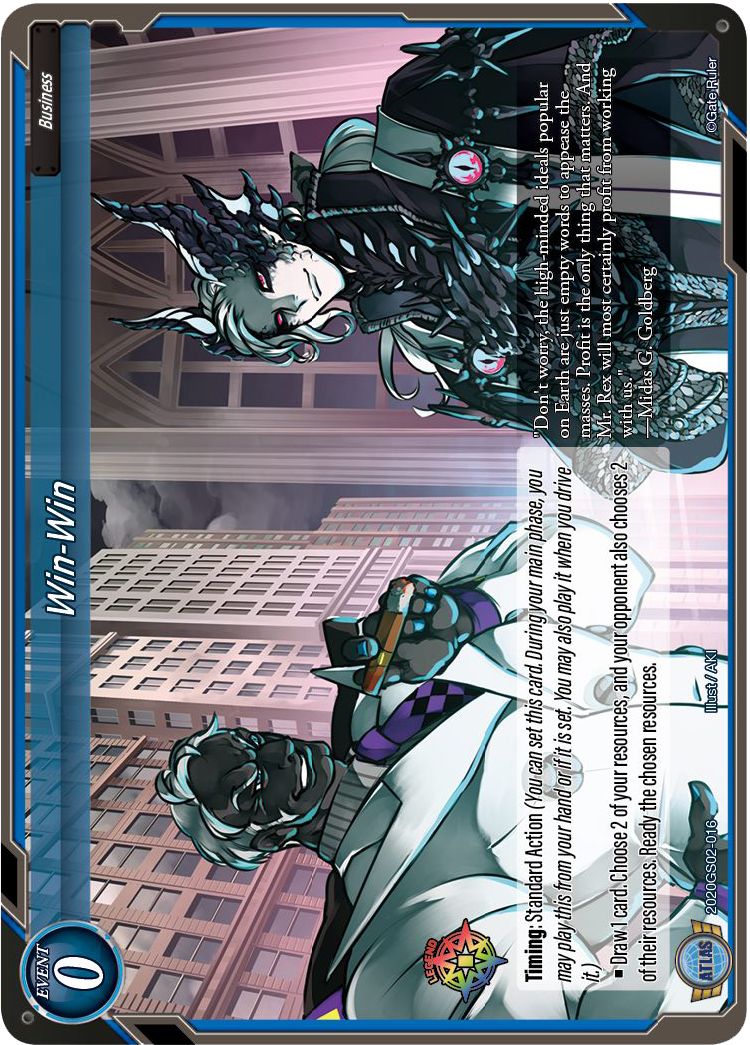 EVENT
0
Win-Win
Business
LEGEND
Timing: Standard Action (You can set this card. During your main phase, you
may play this from your hand or if it is set. You may also play it when you drive
it.)
■ Draw 1 card. Choose 2 of your resources, and your opponent also chooses 2
of their resources. Ready the chosen resources.
"Don't worry, the high-minded ideals popular
on Earth are just empty words to appease the
masses. Profit is the only thing that matters. And
Mr. Rex will most certainly profit from working
with us."
—Midas G. Goldberg
ATLAS
2020GS02-016
Illust/AKI
©Gate Ruler